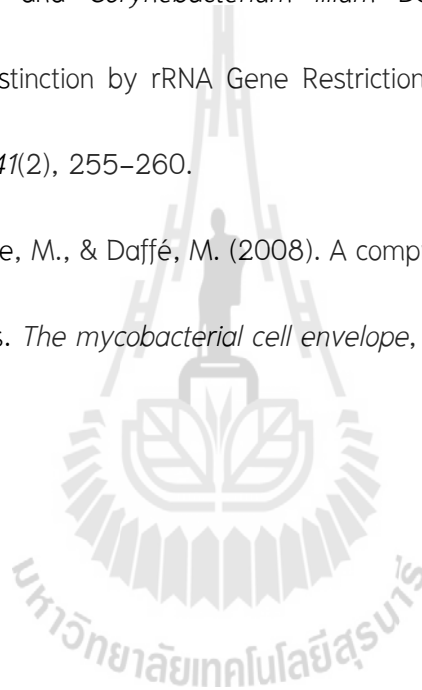 and Corynebacterium ilium De
stinction by rRNA Gene Restriction
41(2), 255–260.
e, M., & Daffé, M. (2008). A comp
s. The mycobacterial cell envelope,
มหาวิทยาลัยเทคโนโลยีสุรนารี